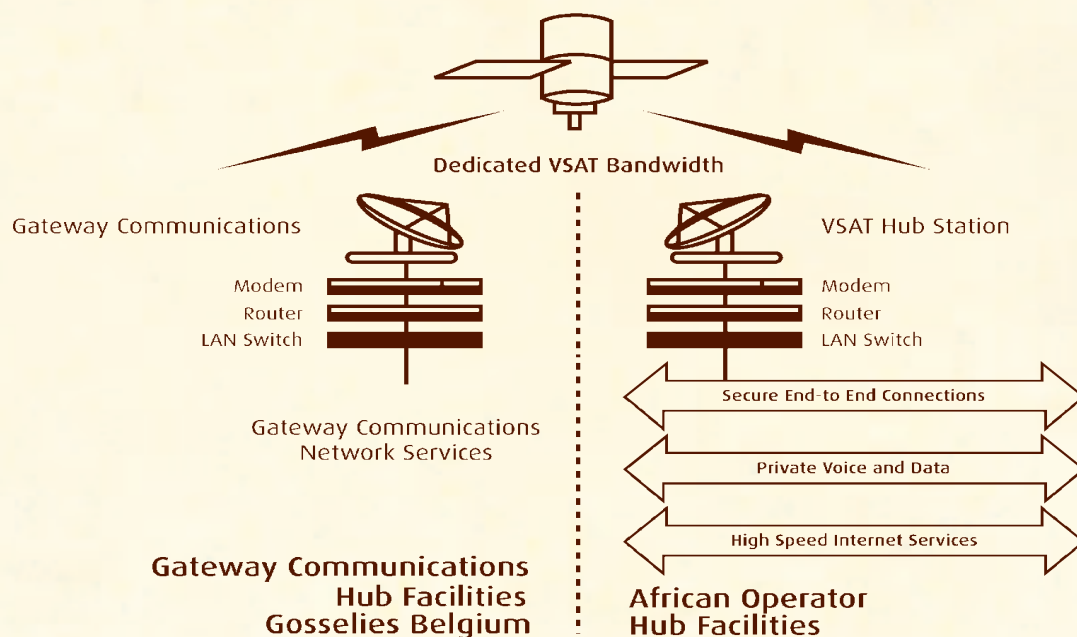 Dedicated VSAT Bandwidth
Gateway Communications
Modem
Router
LAN Switch
Gateway Communications
Network Services
Gateway Communications
Hub Facilities
Gosselies Belgium
VSAT Hub Station
Modem
Router
LAN Switch
Secure End-to End Connections
Private Voice and Data
High Speed Internet Services
African Operator
Hub Facilities